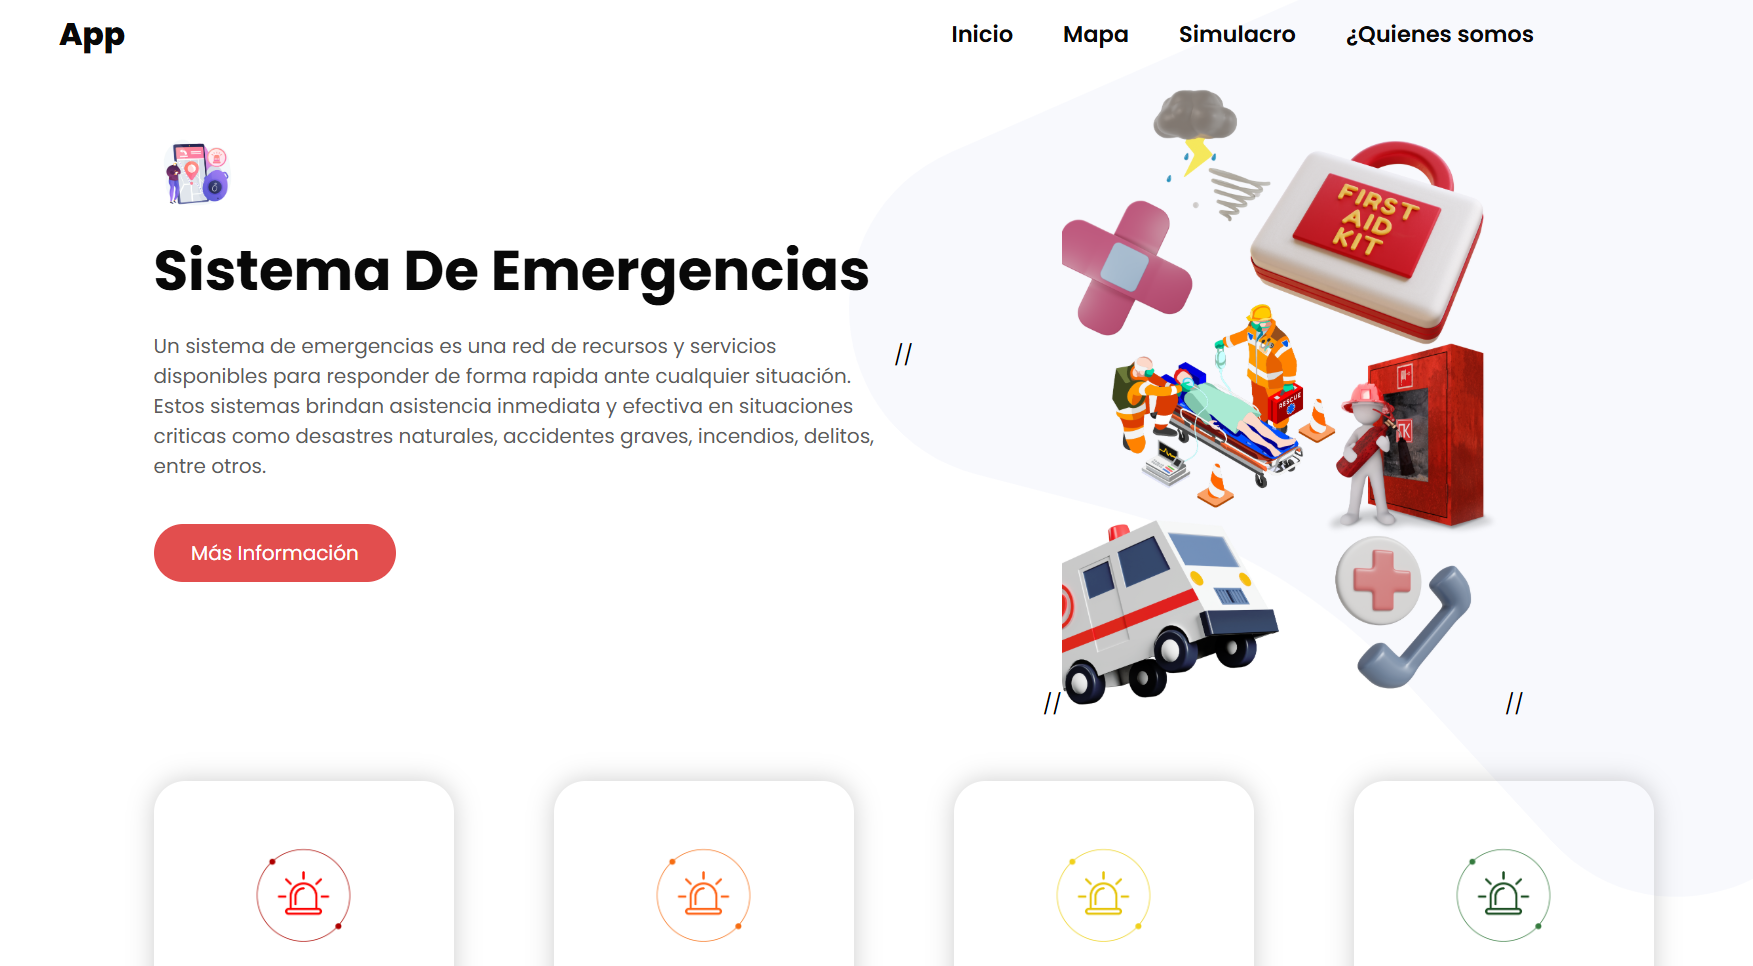 App
Inicio
Mapa
Simulacro
¿Quienes somos
FIRST
AID
KIT
Sistema De Emergencias
Un sistema de emergencias es una red de recursos y servicios
disponibles para responder de forma rapida ante cualquier situación.
Estos sistemas brindan asistencia inmediata y efectiva en situaciones
criticas como desastres naturales, accidentes graves, incendios, delitos,
entre otros.
//
RESCUE
Más Información
//
//